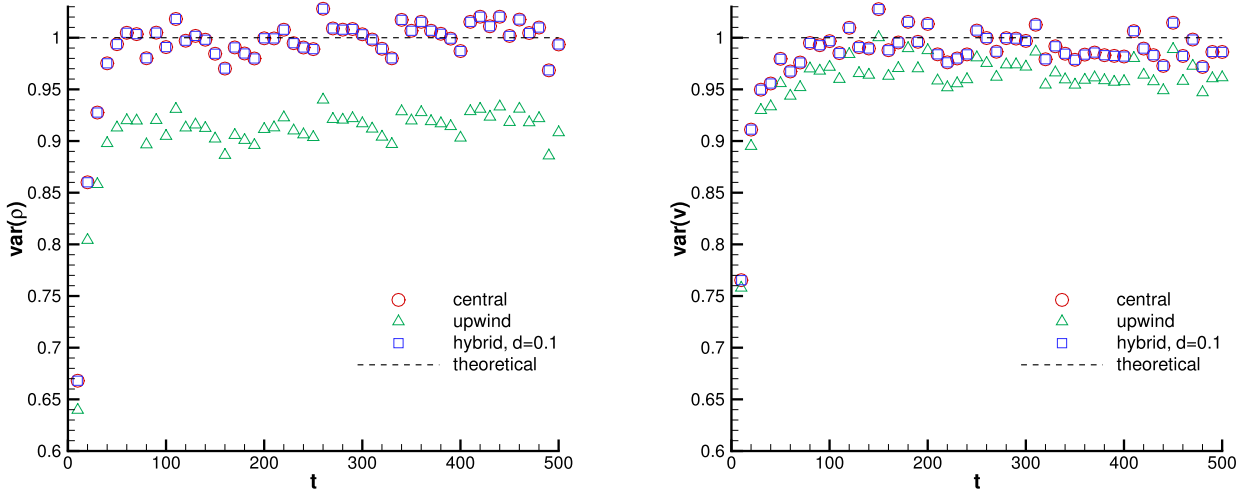 var(ρ)
1
0.95
0.9
0.85
0.8
0.75
0.7
0.65
0.6
0 100 200 300 400 500
t
central
upwind
hybrid, d=0.1
theoretical
var(v)
1
0.95
0.9
0.85
0.8
0.75
0.7
0.65
0.6
0 100 200 300 400 500
t
central
upwind
hybrid, d=0.1
theoretical